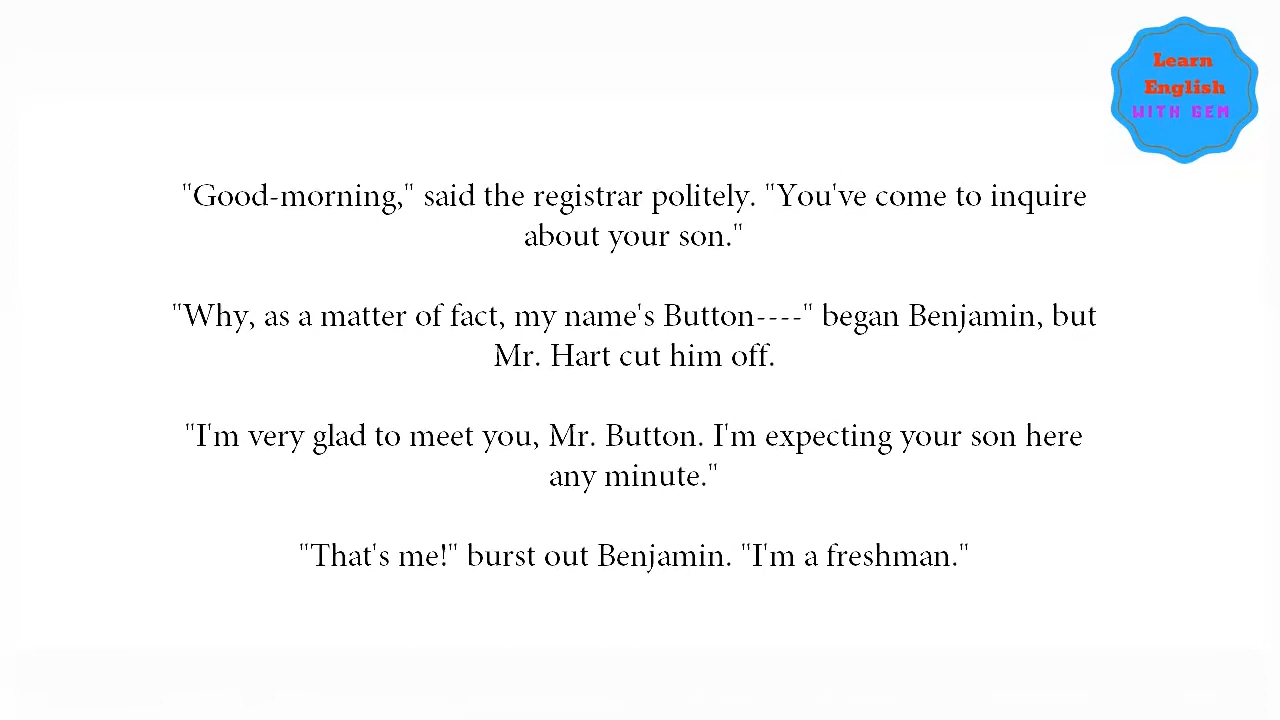 Learn
English
WITH GEM
"Good-morning," said the registrar politely. "You've come to inquire
about your son."
"Why, as a matter of fact, my name's Button----" began Benjamin, but
Mr. Hart cut him off.
"I'm very glad to meet you, Mr. Button. I'm expecting your son here
any minute."
"That's me!" burst out Benjamin. "I'm a freshman."